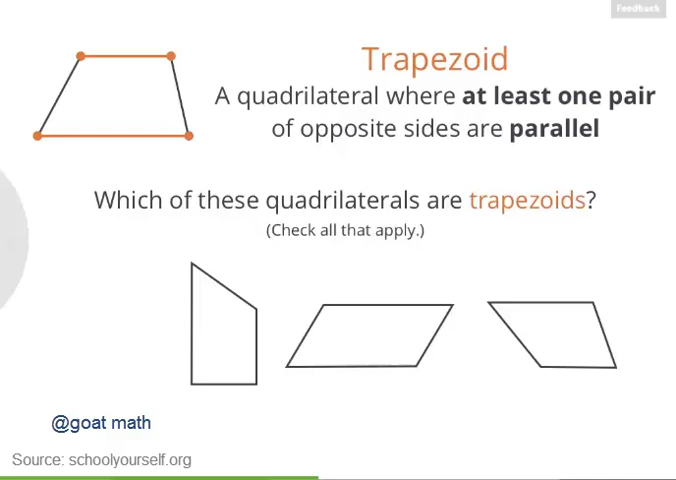 Feedback
Trapezoid
A quadrilateral where at least one pair
of opposite sides are parallel
Which of these quadrilaterals are trapezoids?
(Check all that apply.)
@goat math
Source: schoolyourself.org